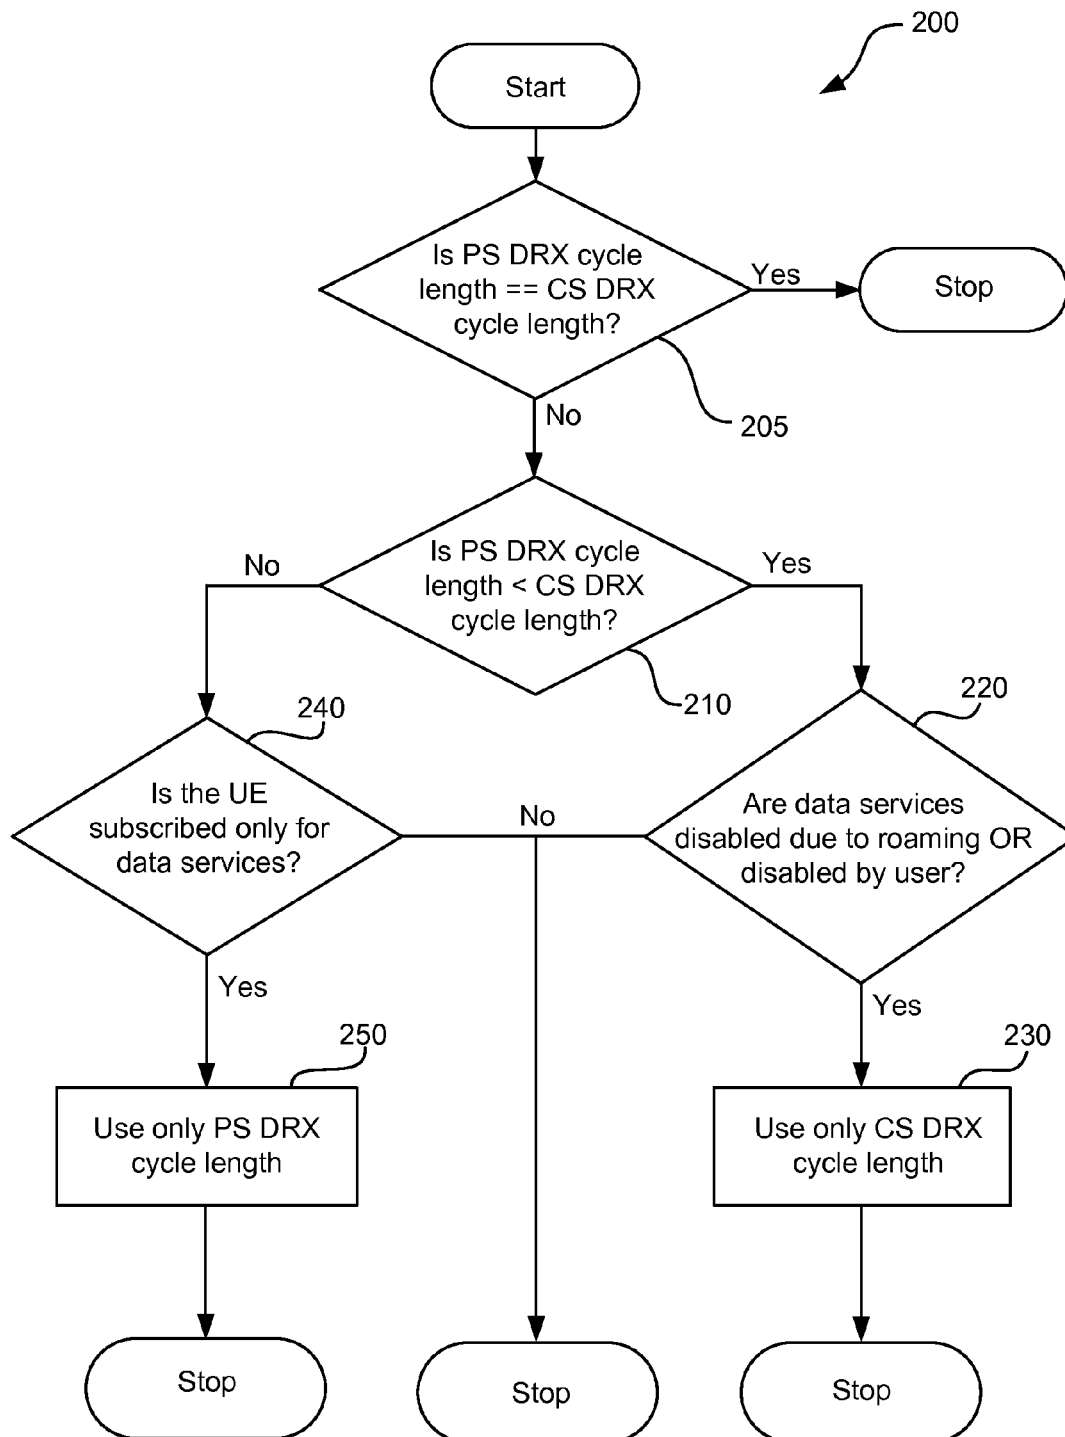 200
Start
Is PS DRX cycle
length == CS DRX
cycle length?
Yes
Stop
205
No
Is PS DRX cycle
length < CS DRX
cycle length?
No
Yes
210
240
220
Is the UE
subscribed only for
data services?
No
Are data services
disabled due to roaming OR
disabled by user?
Yes
Yes
250
230
Use only PS DRX
cycle length
Use only CS DRX
cycle length
Stop
Stop
Stop